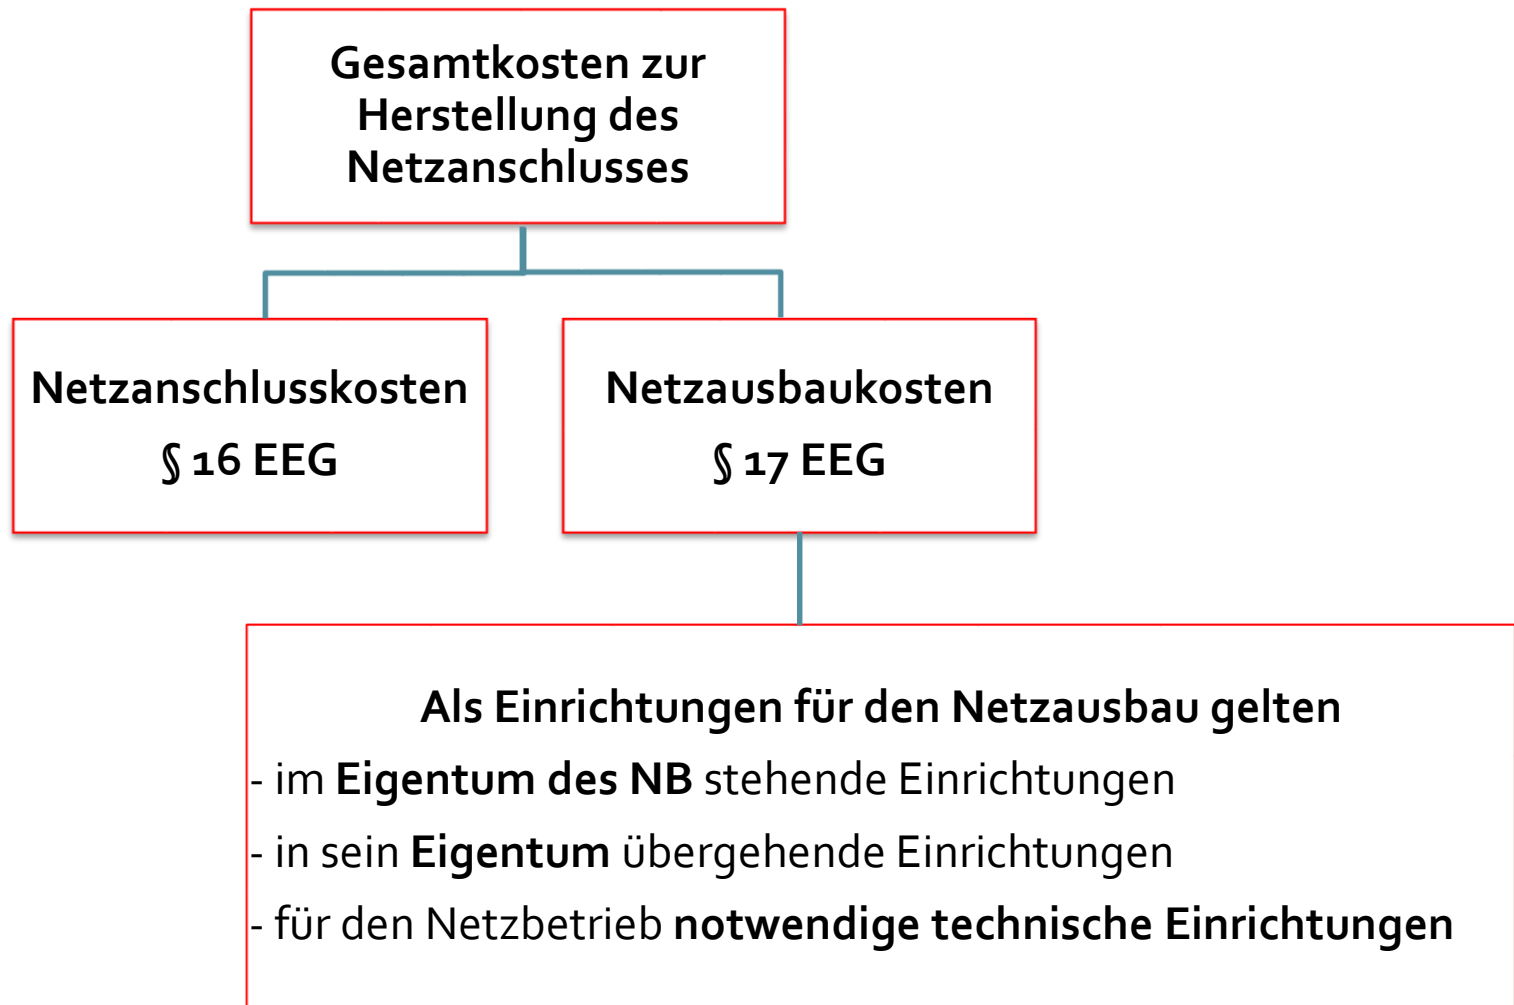 Gesamtkosten zur
Herstellung des
Netzanschlusses
Netzanschlusskosten
§ 16 EEG
Netzausbaukosten
§ 17 EEG
Als Einrichtungen für den Netzausbau gelten
- im Eigentum des NB stehende Einrichtungen
- in sein Eigentum übergehende Einrichtungen
- für den Netzbetrieb notwendige technische Einrichtungen